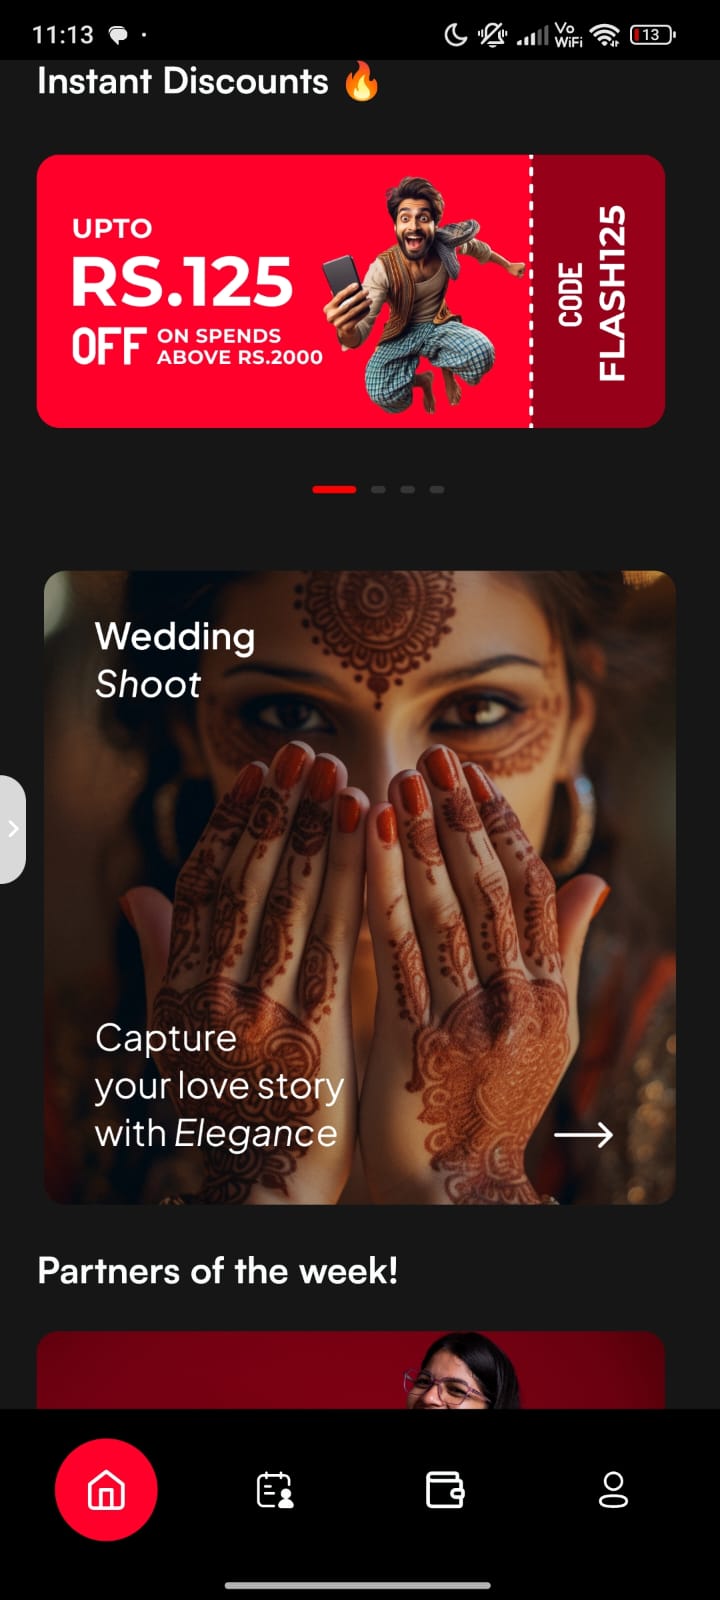 11:13
Vo
WiFi
13
Instant Discounts 🔥
UPTO
RS.125
OFF ON SPENDS
ABOVE RS.2000
CODE
FLASH125
Wedding
Shoot
Capture
your love story
with Elegance
Partners of the week!